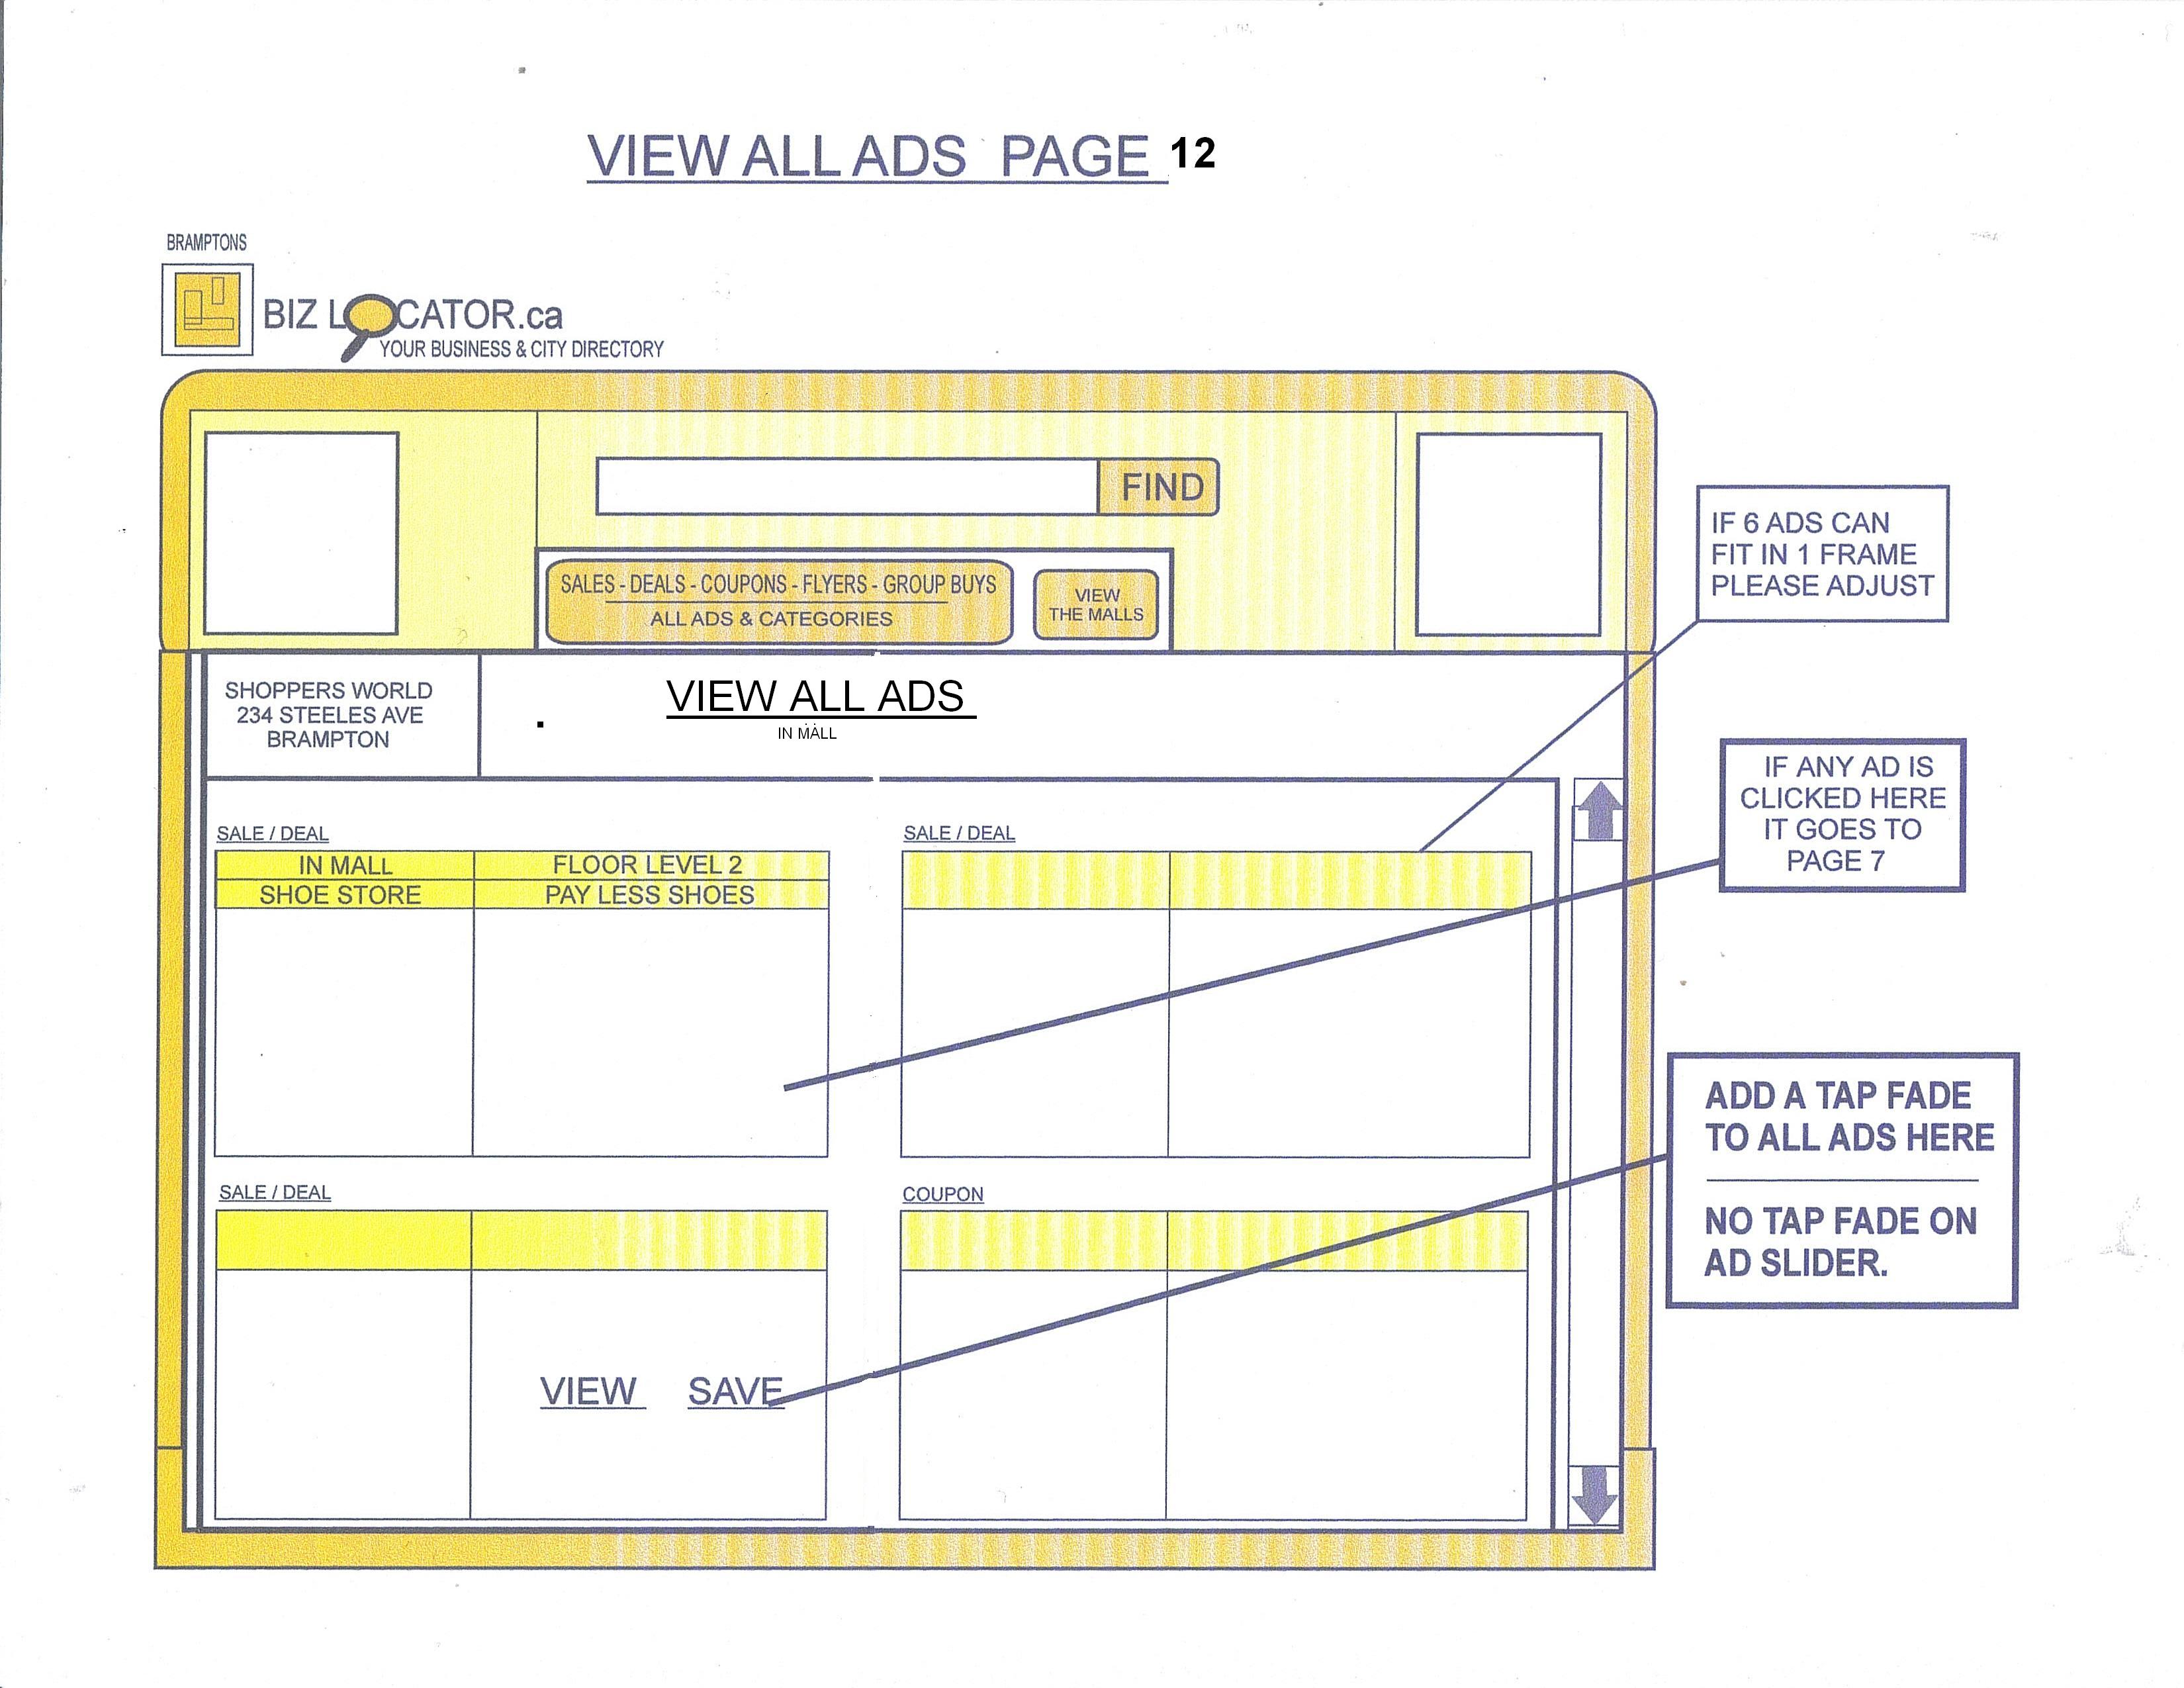 VIEW ALL ADS PAGE 12
BRAMPTONS
BIZ LOCATOR.ca
YOUR BUSINESS & CITY DIRECTORY
FIND
SALES - DEALS - COUPONS - FLYERS - GROUP BUYS
ALL ADS & CATEGORIES
VIEW
THE MALLS
IF 6 ADS CAN
FIT IN 1 FRAME
PLEASE ADJUST
SHOPPERS WORLD
234 STEELES AVE
BRAMPTON
VIEW ALL ADS
IN MALL
IF ANY AD IS
CLICKED HERE
IT GOES TO
PAGE 7
SALE / DEAL
IN MALL FLOOR LEVEL 2
SHOE STORE PAY LESS SHOES
SALE / DEAL
ADD A TAP FADE
TO ALL ADS HERE
NO TAP FADE ON
AD SLIDER.
SALE / DEAL
VIEW SAVE
COUPON